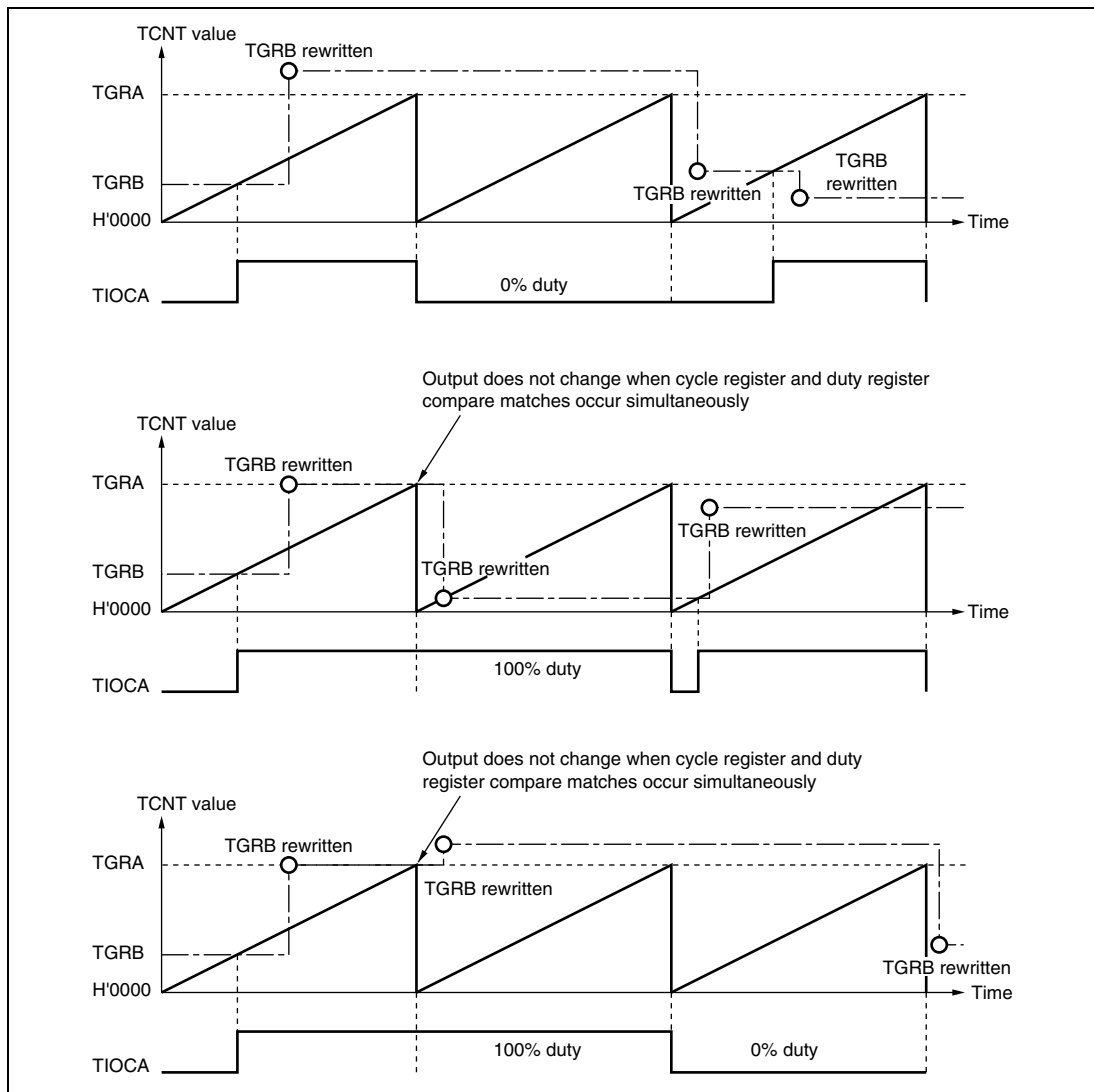 TCNT value
TGRB rewritten
TGRA
TGRB
rewritten
TGRB
TGRB rewritten
H'0000
Time
TIOCA
0% duty
Output does not change when cycle register and duty register
compare matches occur simultaneously
TCNT value
TGRB rewritten
TGRA
TGRB rewritten
TGRB
TGRB rewritten
H'0000
Time
TIOCA
100% duty
Output does not change when cycle register and duty
register compare matches occur simultaneously
TCNT value
TGRB rewritten
TGRA
TGRB rewritten
TGRB
TGRB rewritten
H'0000
Time
TIOCA
100% duty
0% duty